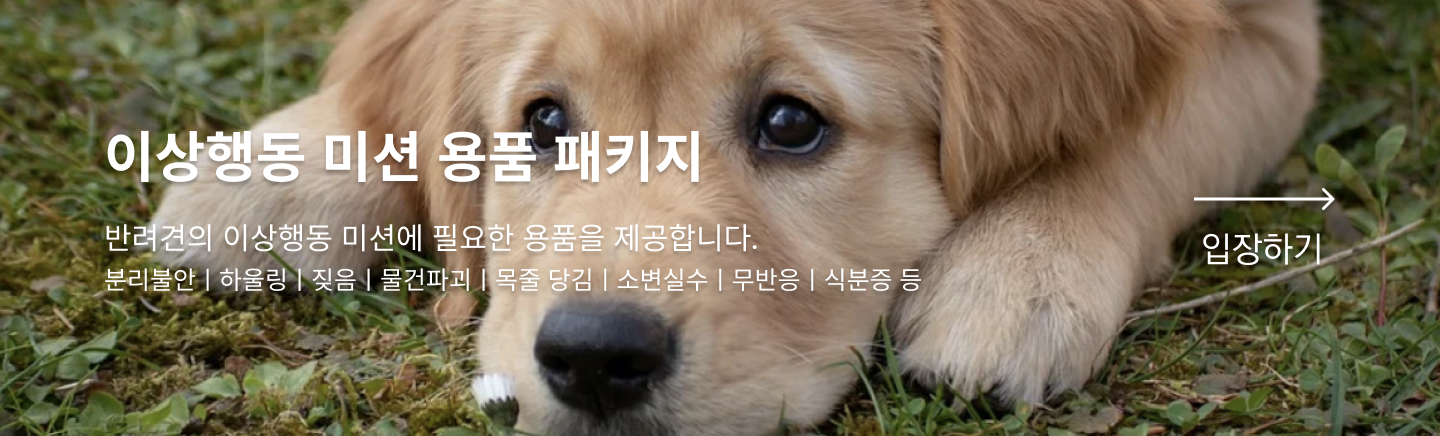 이상행동 미션 용품 패키지
반려견의 이상행동 미션에 필요한 용품을 제공합니다.
분리불안 | 하울링 | 짖음 | 물건파괴 | 목줄 당김 | 소변실수 | 무반응 | 식분증 등
입장하기